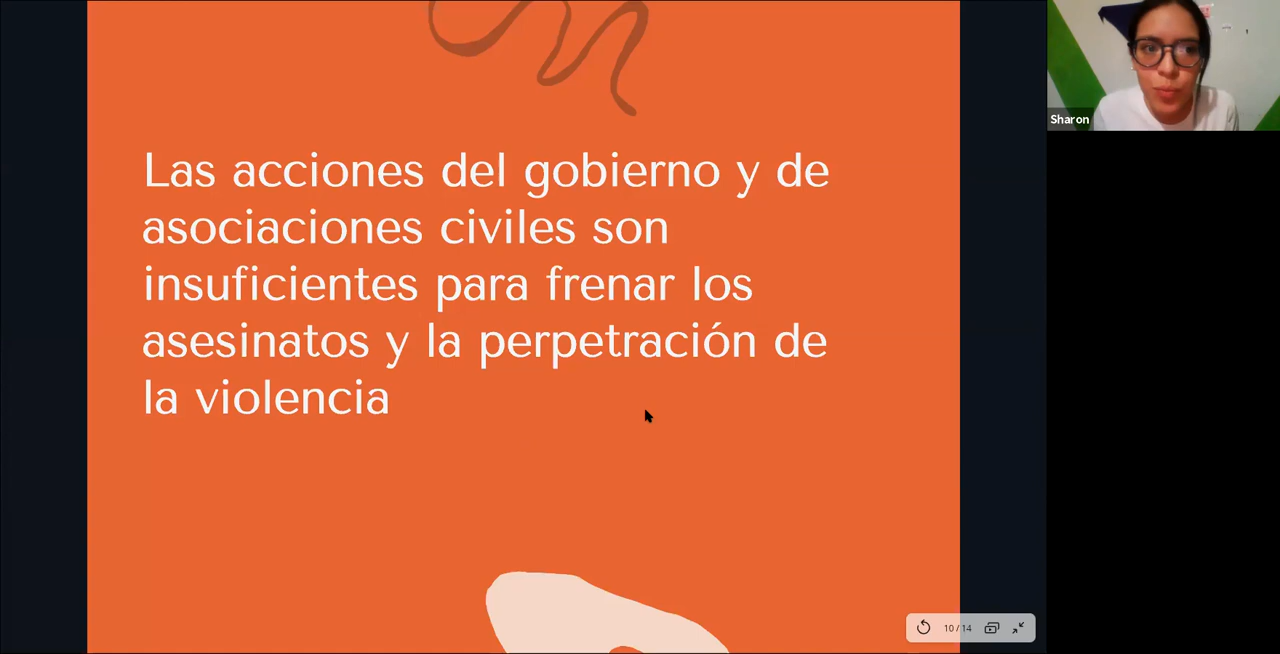 Las acciones del gobierno y de
asociaciones civiles son
insuficientes para frenar los
asesinatos y la perpetración de
la violencia
Sharon
10 / 14